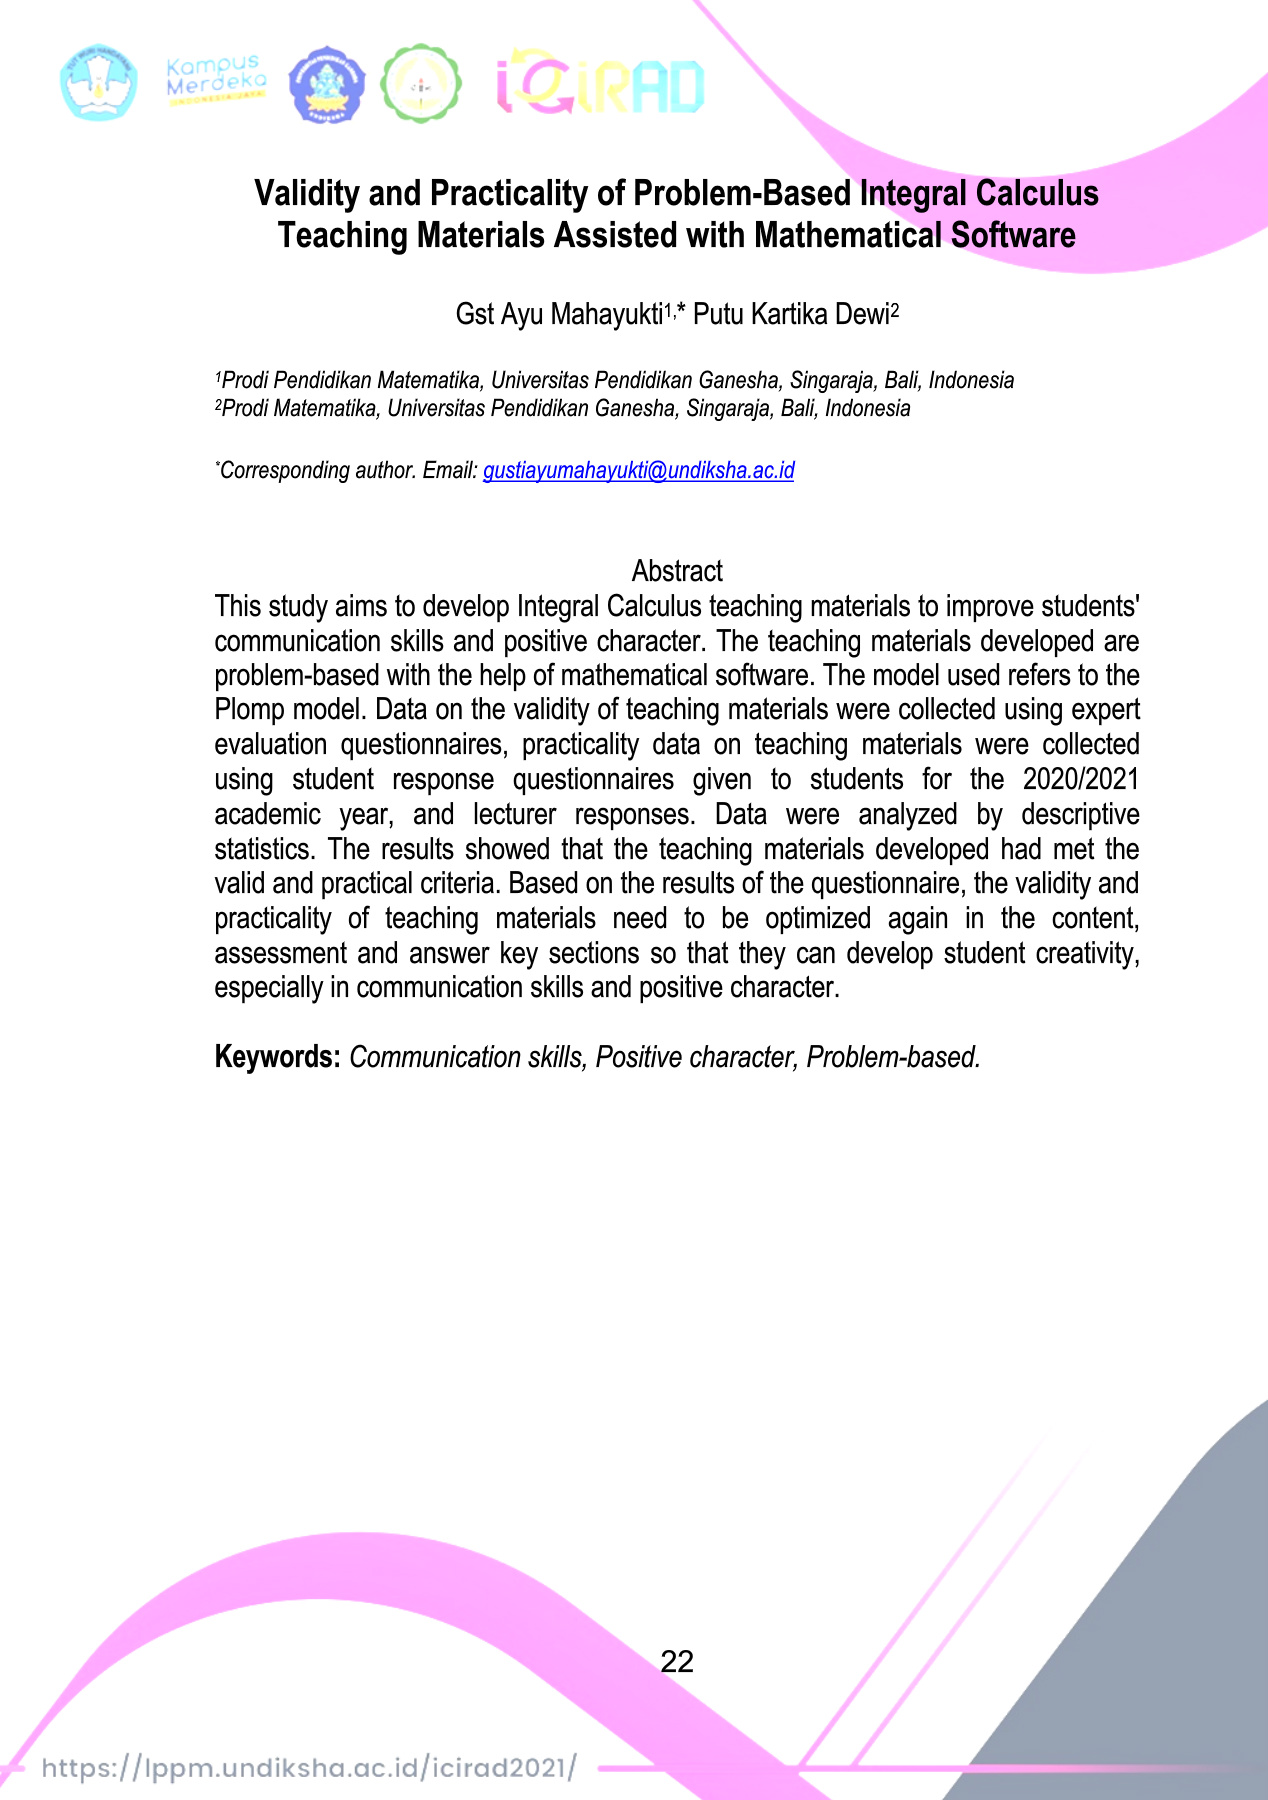 TUT WURI HANDAYANI
Kampus
Merdeka
INDONESIA JAYA
iCiRAD
Validity and Practicality of Problem-Based Integral Calculus
Teaching Materials Assisted with Mathematical Software
Gst Ayu Mahayukti1,* Putu Kartika Dewi2
1Prodi Pendidikan Matematika, Universitas Pendidikan Ganesha, Singaraja, Bali, Indonesia
2Prodi Matematika, Universitas Pendidikan Ganesha, Singaraja, Bali, Indonesia
*Corresponding author. Email: gustiayumahayukti@undiksha.ac.id
Abstract
This study aims to develop Integral Calculus teaching materials to improve students'
communication skills and positive character. The teaching materials developed are
problem-based with the help of mathematical software. The model used refers to the
Plomp model. Data on the validity of teaching materials were collected using expert
evaluation questionnaires, practicality data on teaching materials were collected
using student response questionnaires given to students for the 2020/2021
academic year, and lecturer responses. Data were analyzed by descriptive
statistics. The results showed that the teaching materials developed had met the
valid and practical criteria. Based on the results of the questionnaire, the validity and
practicality of teaching materials need to be optimized again in the content,
assessment and answer key sections so that they can develop student creativity,
especially in communication skills and positive character.
Keywords: Communication skills, Positive character, Problem-based.
22
https://lppm.undiksha.ac.id/icirad2021/